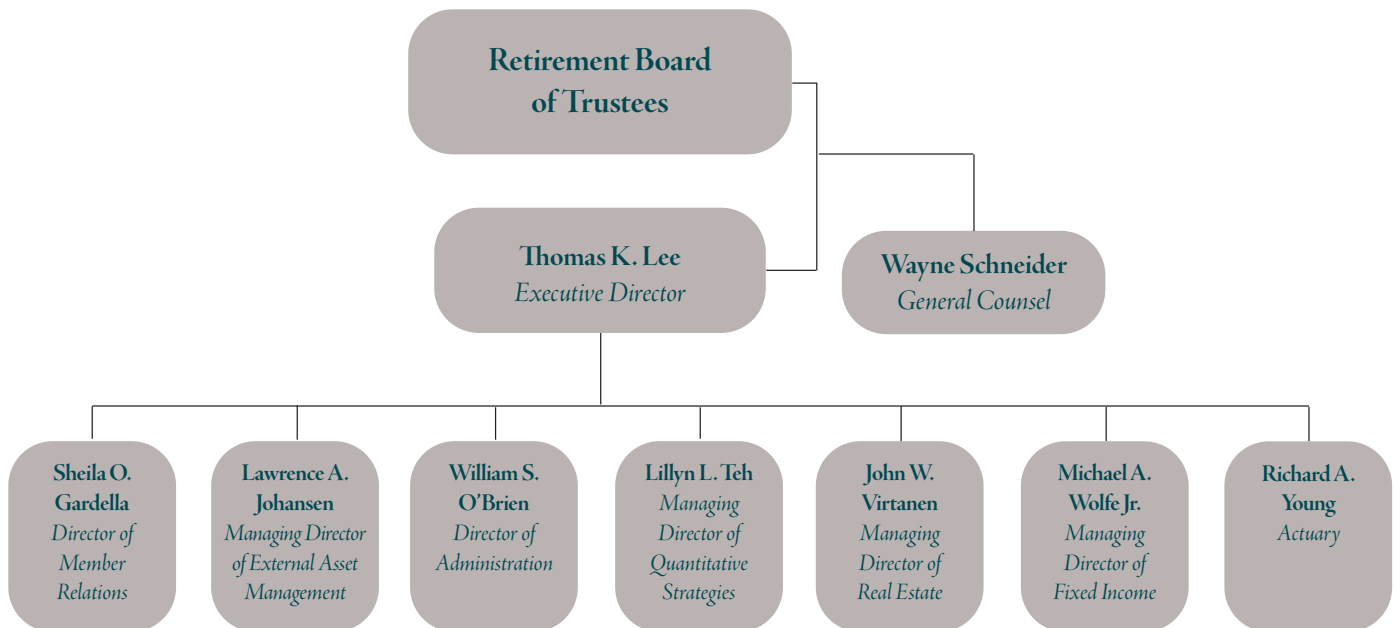 Retirement Board
of Trustees
Thomas K. Lee
Executive Director
Wayne Schneider
General Counsel
Sheila O.
Gardella
Director of
Member
Relations
Lawrence A.
Johansen
Managing Director
of External Asset
Management
William S.
O'Brien
Director of
Administration
Lillyn L. Teh
Managing
Director of
Quantitative
Strategies
John W.
Virtanen
Managing
Director of
Real Estate
Michael A.
Wolfe Jr.
Managing
Director of
Fixed Income
Richard A.
Young
Actuary